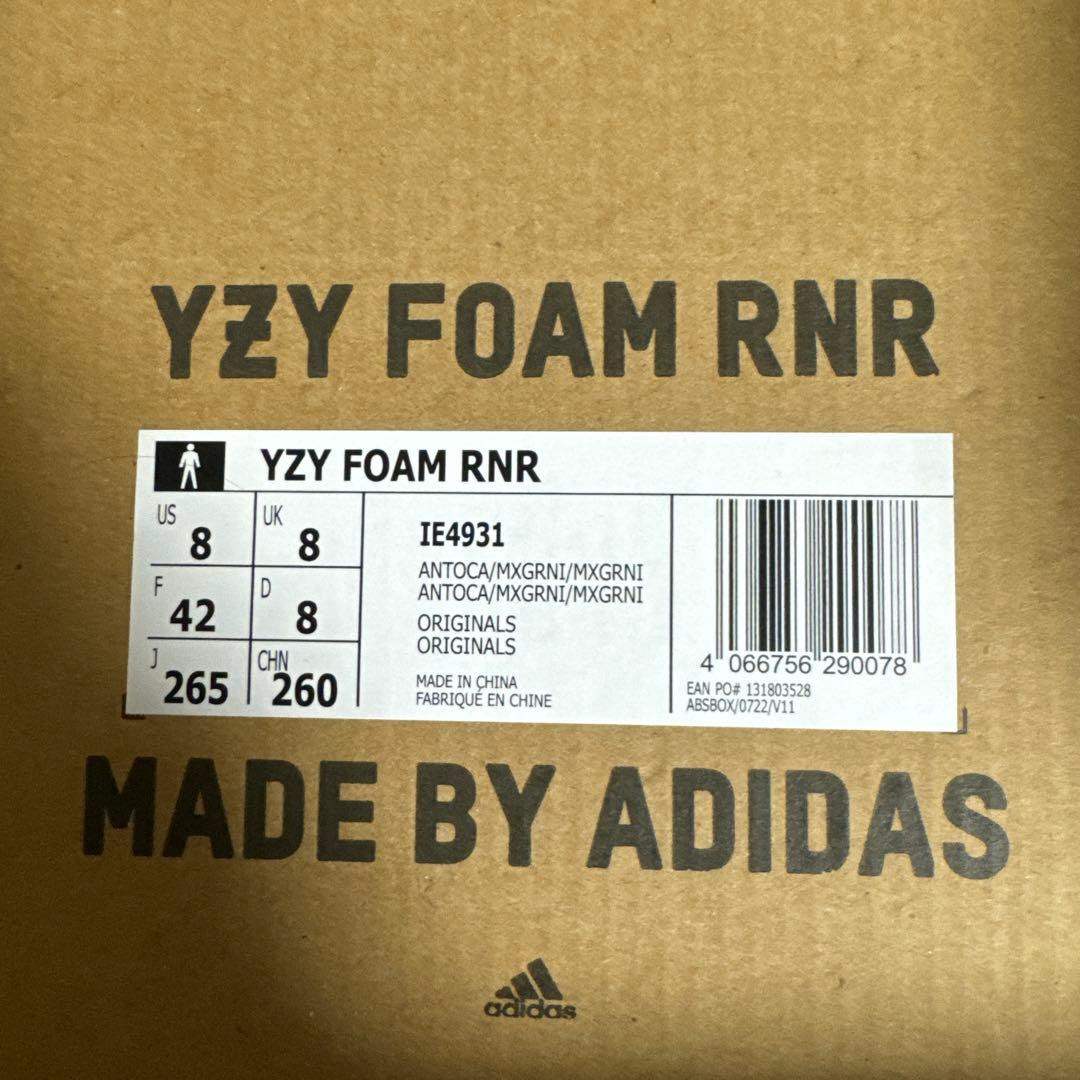 YZY FOAM RNR
YZY FOAM RNR
US 8 UK 8
F 42 D 8
J 265 CHN 260
IE4931
ANTOCA/MXGRNI/MXGRNI
ANTOCA/MXGRNI/MXGRNI
ORIGINALS
ORIGINALS
MADE IN CHINA
FABRIQUÉ EN CHINE
4 066756 290078
EAN PO# 131803528
ABSBOX/0722/V11
MADE BY ADIDAS
adidas